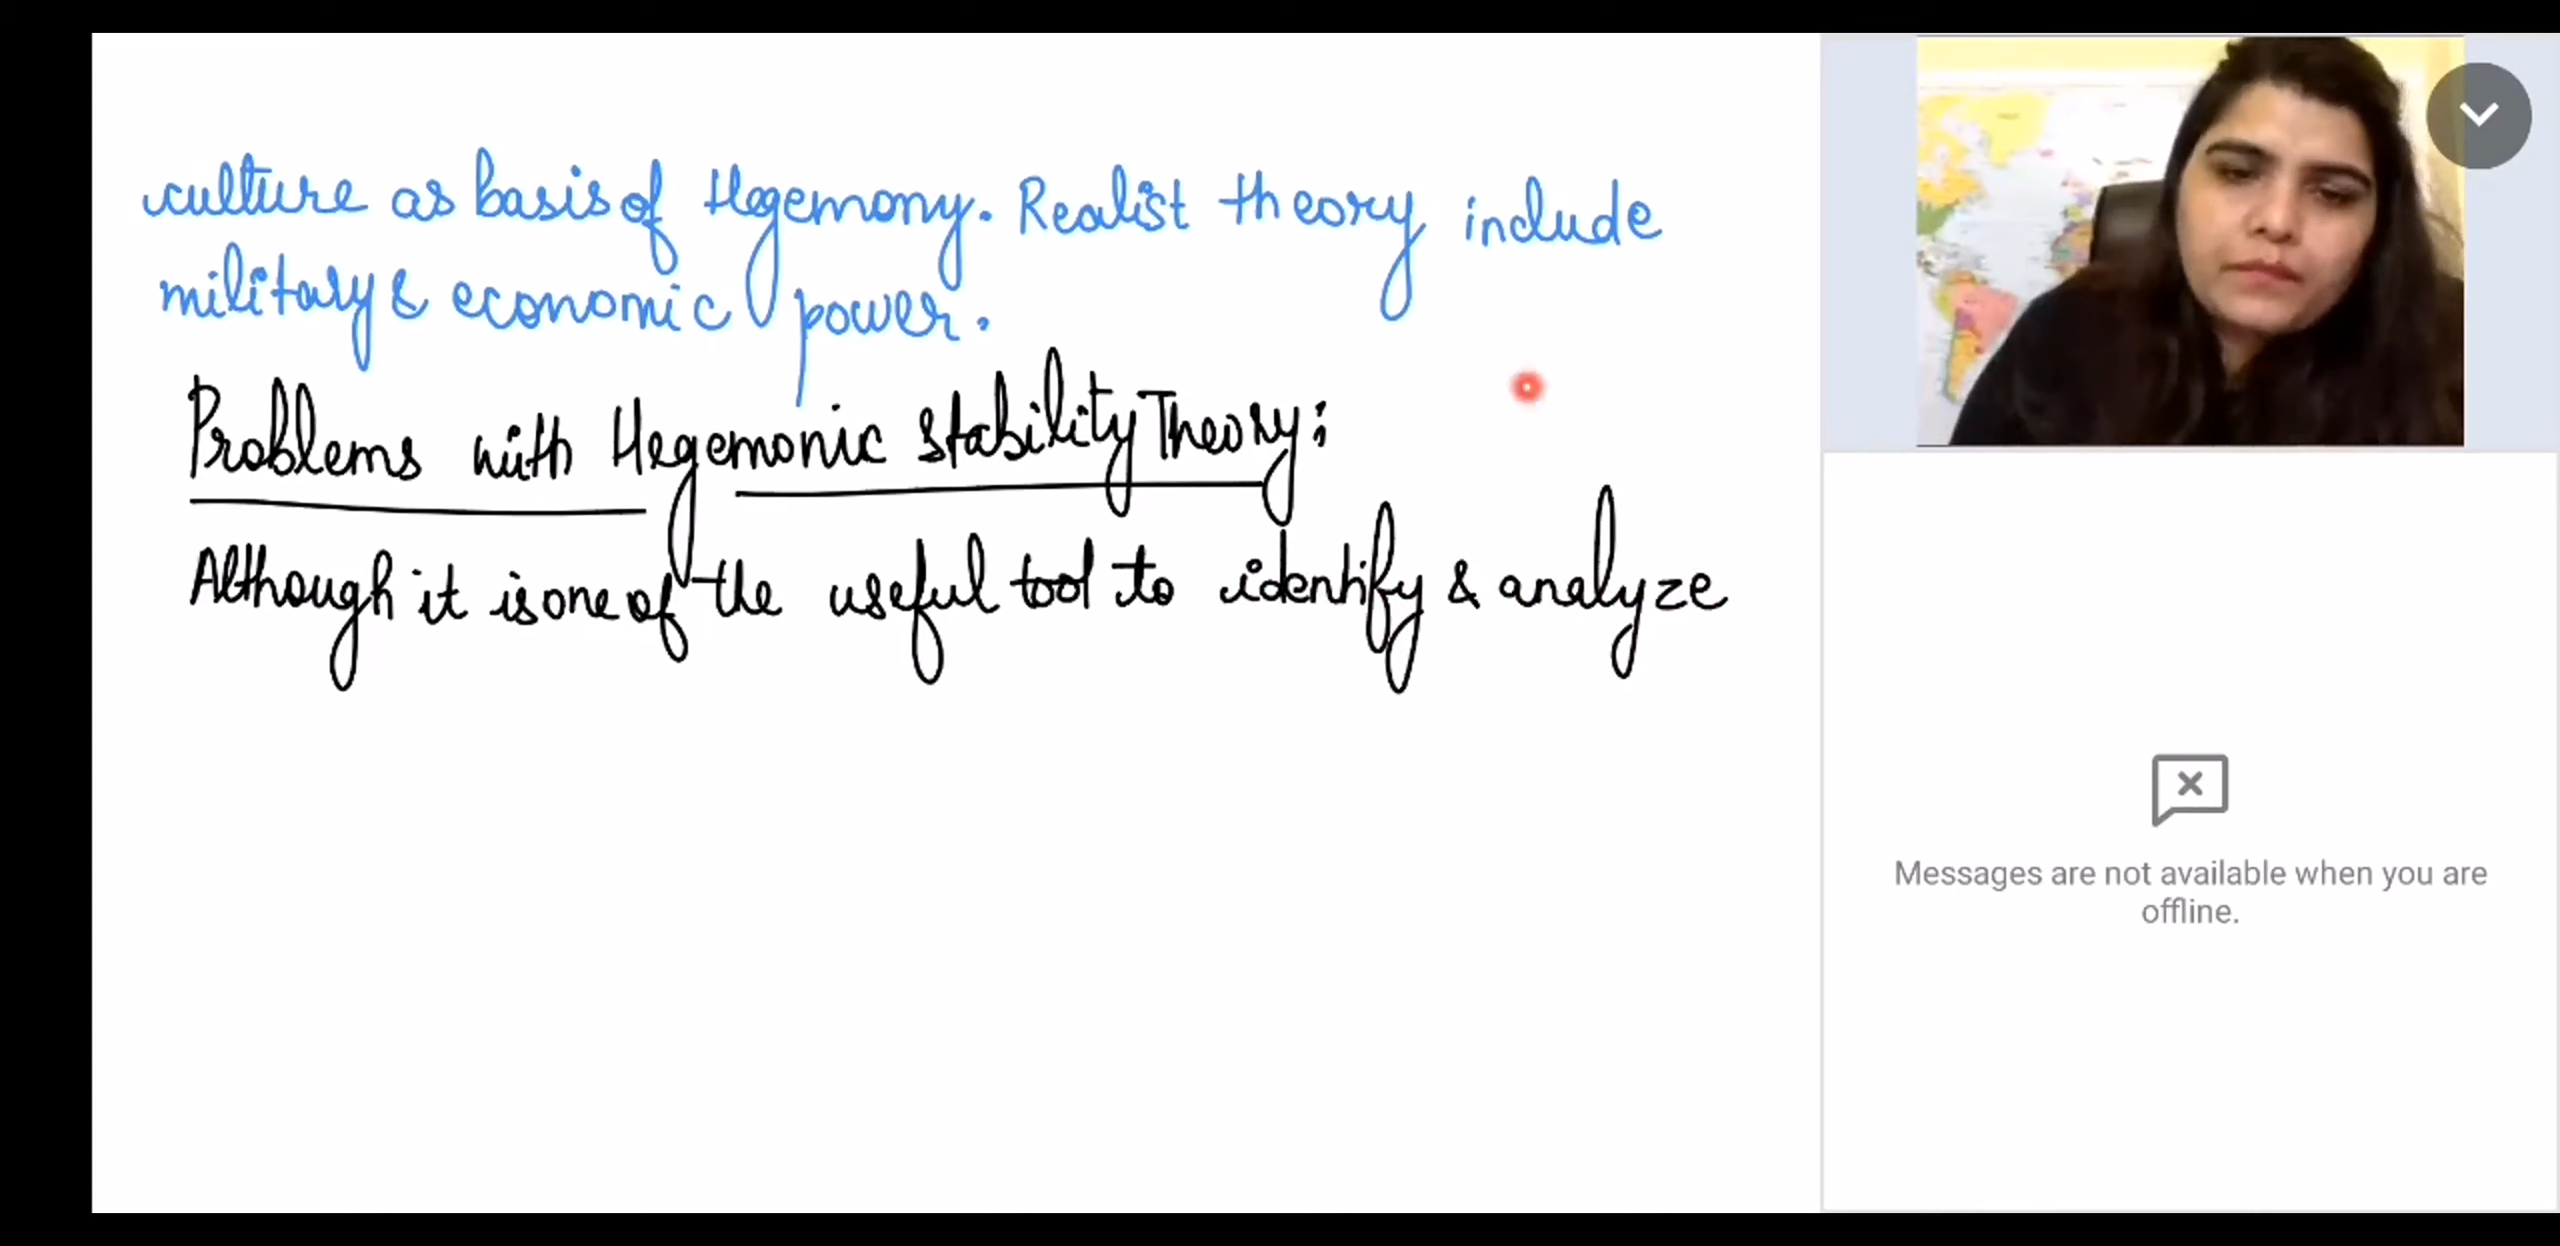 culture as basis of Hegemony. Realist theory include
military & economic power.
Problems with Hegemonic Stability Theory:
Although it is one of the useful tool to identify & analyze
Messages are not available when you are
offline.